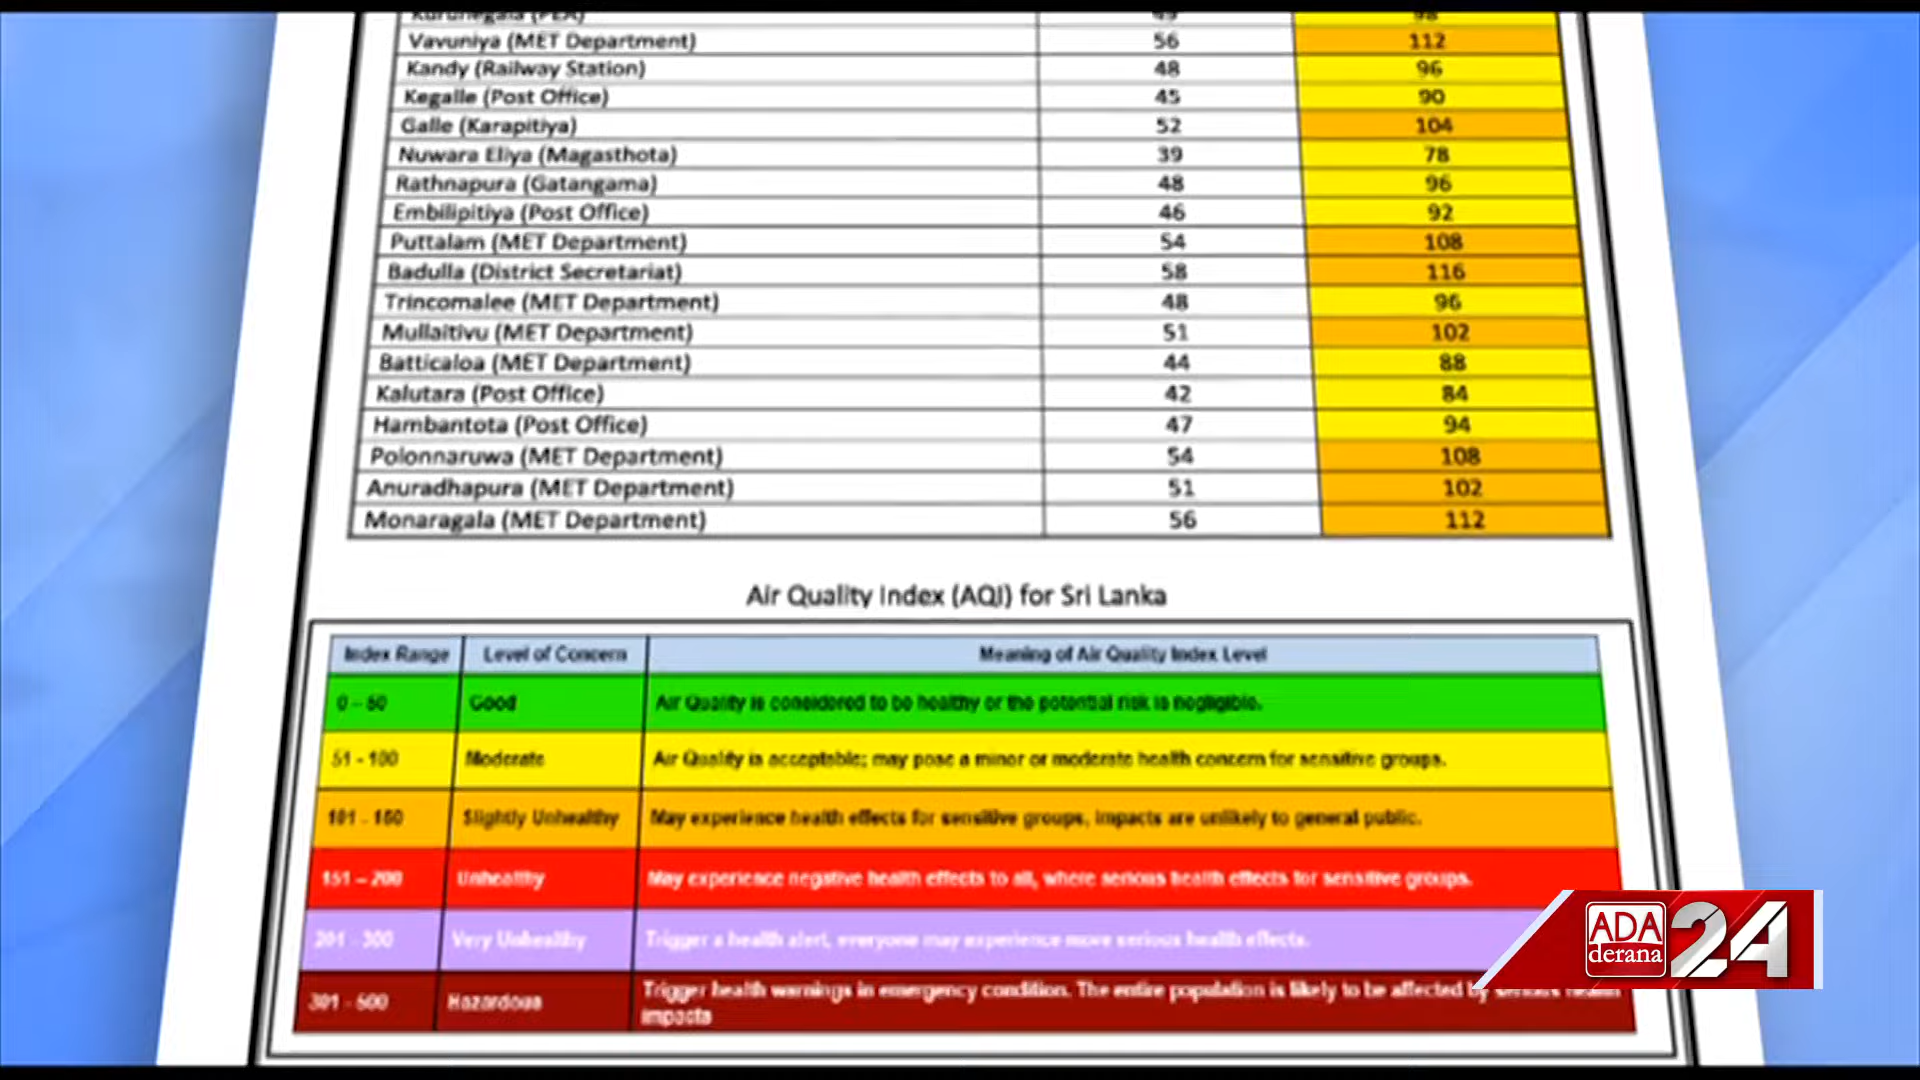 Kurunegala (PEA) 49 98
Vavuniya (MET Department) 56 112
Kandy (Railway Station) 48 96
Kegalle (Post Office) 45 90
Galle (Karapitiya) 52 104
Nuwara Eliya (Magasthota) 39 78
Rathnapura (Gatangama) 48 96
Embilipitiya (Post Office) 46 92
Puttalam (MET Department) 54 108
Badulla (District Secretariat) 58 116
Trincomalee (MET Department) 48 96
Mullaitivu (MET Department) 51 102
Batticaloa (MET Department) 44 88
Kalutara (Post Office) 42 84
Hambantota (Post Office) 47 94
Polonnaruwa (MET Department) 54 108
Anuradhapura (MET Department) 51 102
Monaragala (MET Department) 56 112
Air Quality Index (AQI) for Sri Lanka
Index Range Level of Concern Meaning of Air Quality Index Level
0 – 50 Good Air Quality is considered to be healthy or the potential risk is negligible.
51 - 100 Moderate Air Quality is acceptable; may pose a minor or moderate health concern for sensitive groups.
101 - 150 Slightly Unhealthy May experience health effects for sensitive groups, impacts are unlikely to general public.
151 – 200 Unhealthy May experience negative health effects to all, where serious health effects for sensitive groups.
201 - 300 Very Unhealthy Trigger a health alert, everyone may experience more serious health effects.
301 - 500 Hazardous Trigger health warnings in emergency condition. The entire population is likely to be affected by serious health
impacts
ADA
derana
24